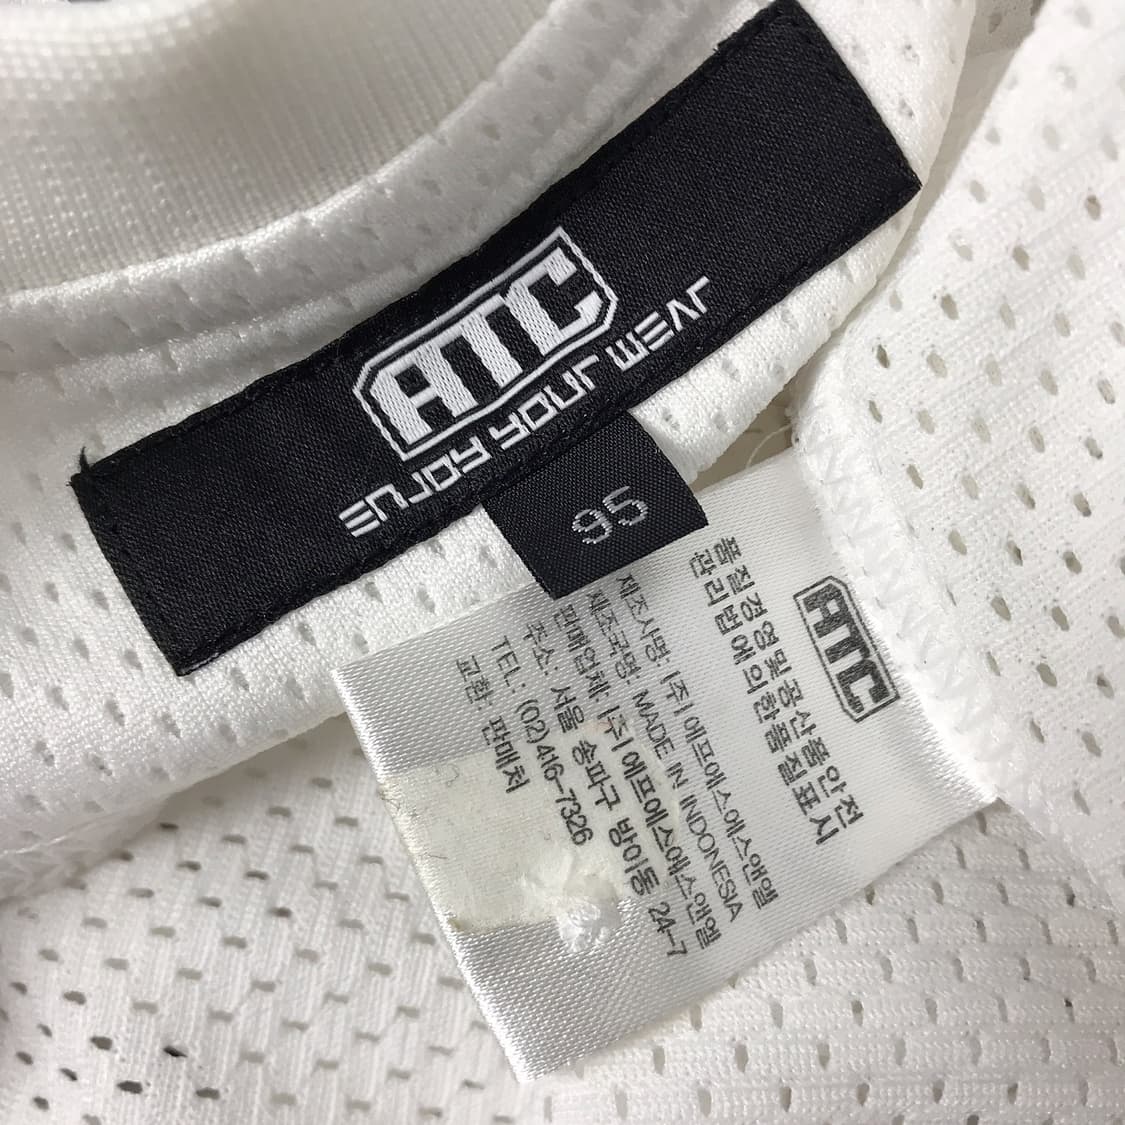 ATC
ENJOY YOUR WEAR
95
ATC
품질경영및공산품안전
관리법에의한품질표시
제조사명: (주)에프에스에스앤엘
제조국명: MADE IN INDONESIA
판매업체: (주)에프에스에스앤엘
주소: 서울 송파구 방이동 24-7
TEL: (02)416-7326
교환: 판매처